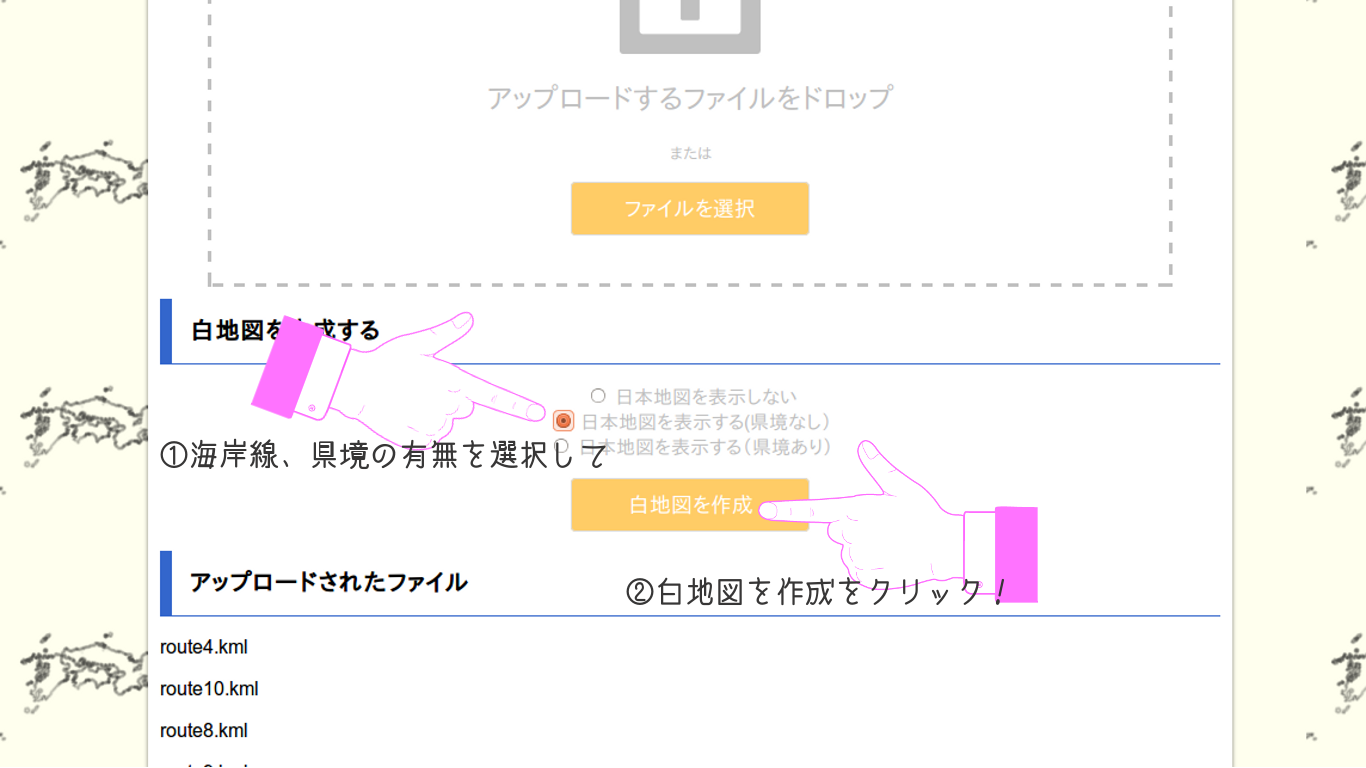 アップロードするファイルをドロップ
または
ファイルを選択
白地図を作成する
日本地図を表示しない
日本地図を表示する(県境なし)
日本地図を表示する(県境あり)
①海岸線、県境の有無を選択して
白地図を作成
アップロードされたファイル
②白地図を作成をクリック!
route4.kml
route10.kml
route8.kml